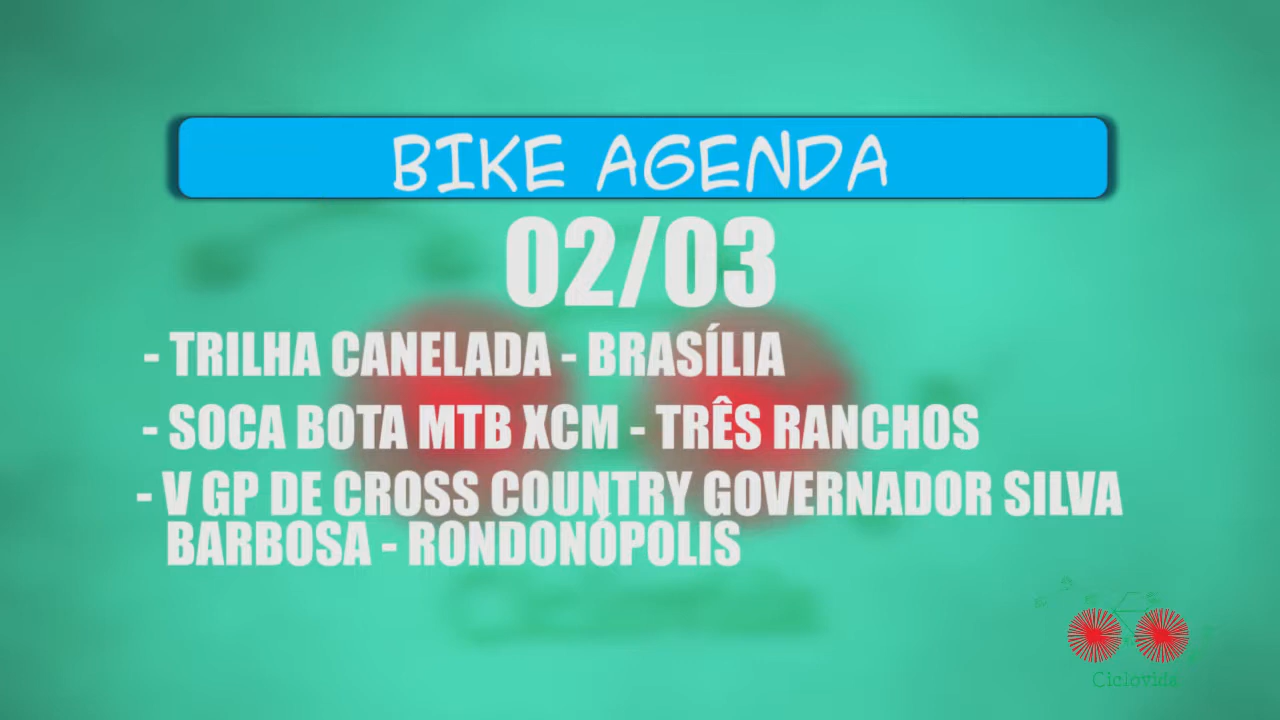 BIKE AGENDA
02/03
- TRILHA CANELADA - BRASÍLIA
- SOCA BOTA MTB XCM - TRÊS RANCHOS
- V GP DE CROSS COUNTRY GOVERNADOR SILVA
BARBOSA - RONDONÓPOLIS
Ciclovida